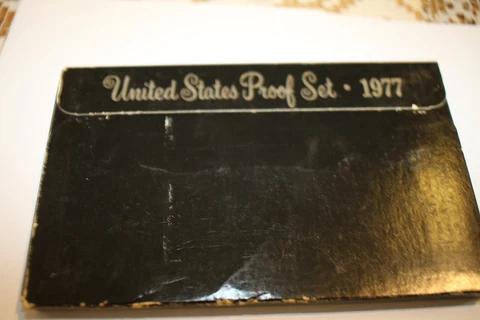 United States Proof Set • 1977